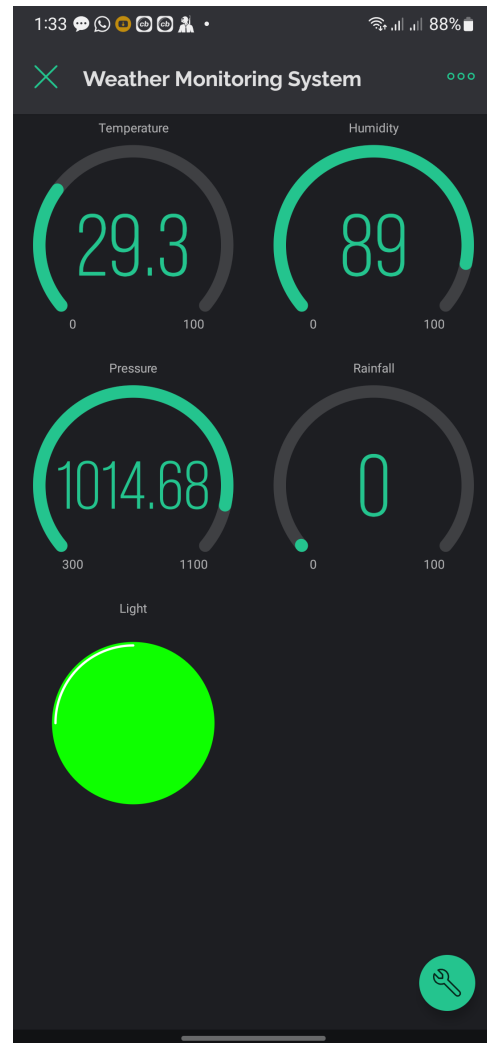 1:33 88%
Weather Monitoring System
Temperature Humidity
29.3 89
0 100 0 100
Pressure Rainfall
1014.68 0
300 1100 0 100
Light